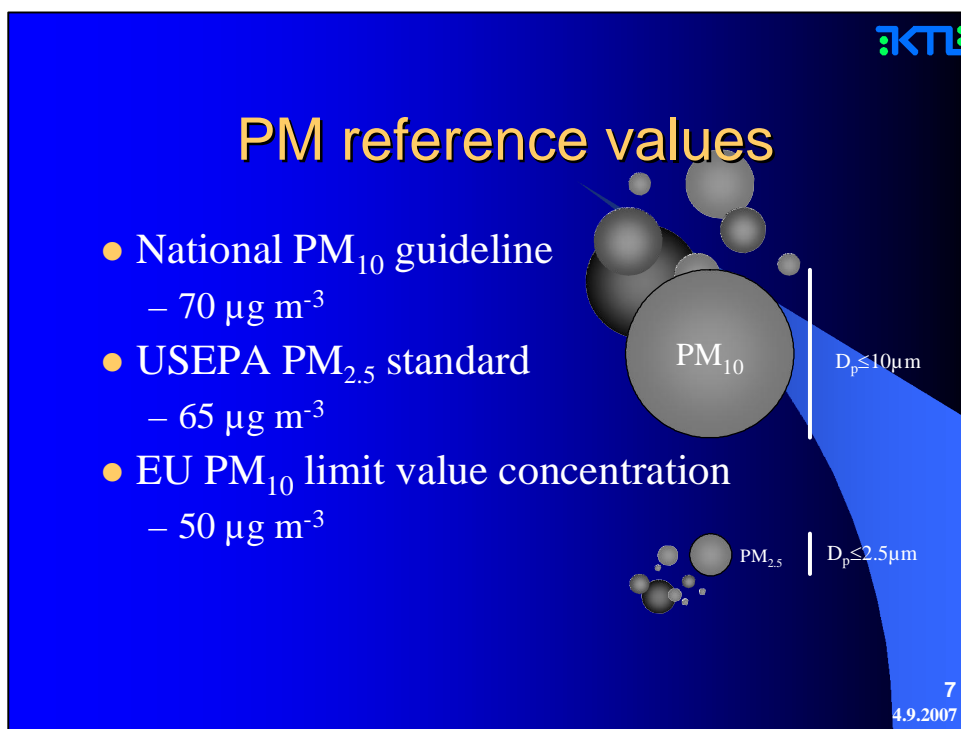 KTL
PM reference values
● National PM₁₀ guideline
– 70 µg m⁻³
● USEPA PM₂.₅ standard
– 65 µg m⁻³
● EU PM₁₀ limit value concentration
– 50 µg m⁻³
PM₁₀
Dₚ≤10µm
PM₂.₅
Dₚ≤2.5µm
7
4.9.2007